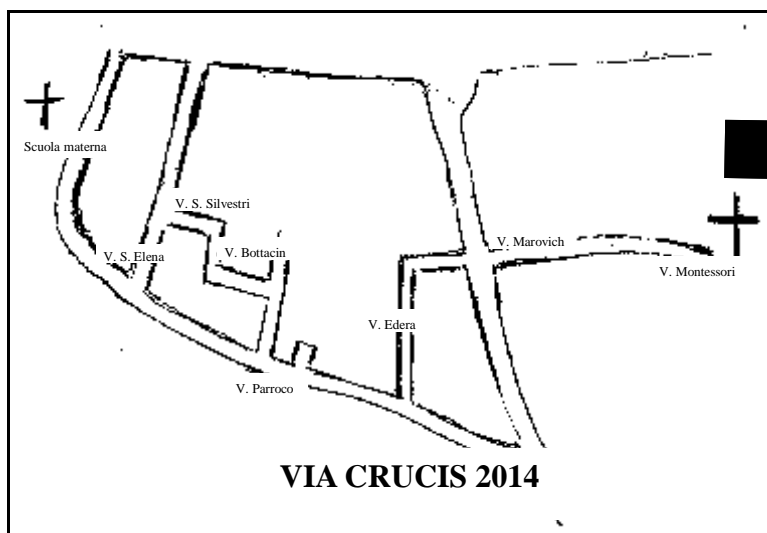 Scuola materna
V. S. Silvestri
V. S. Elena
V. Bottacin
V. Marovich
V. Montessori
V. Edera
V. Parroco
VIA CRUCIS 2014